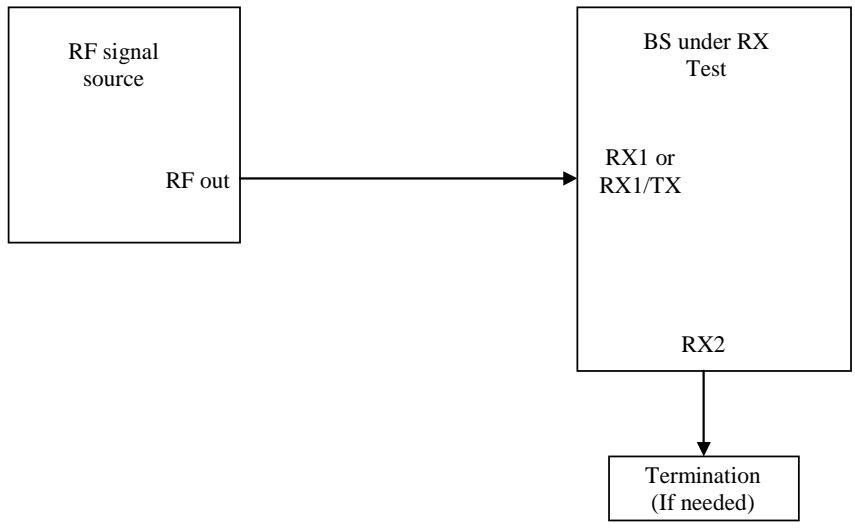 RF signal
source
RF out
BS under RX
Test
RX1 or
RX1/TX
RX2
Termination
(If needed)